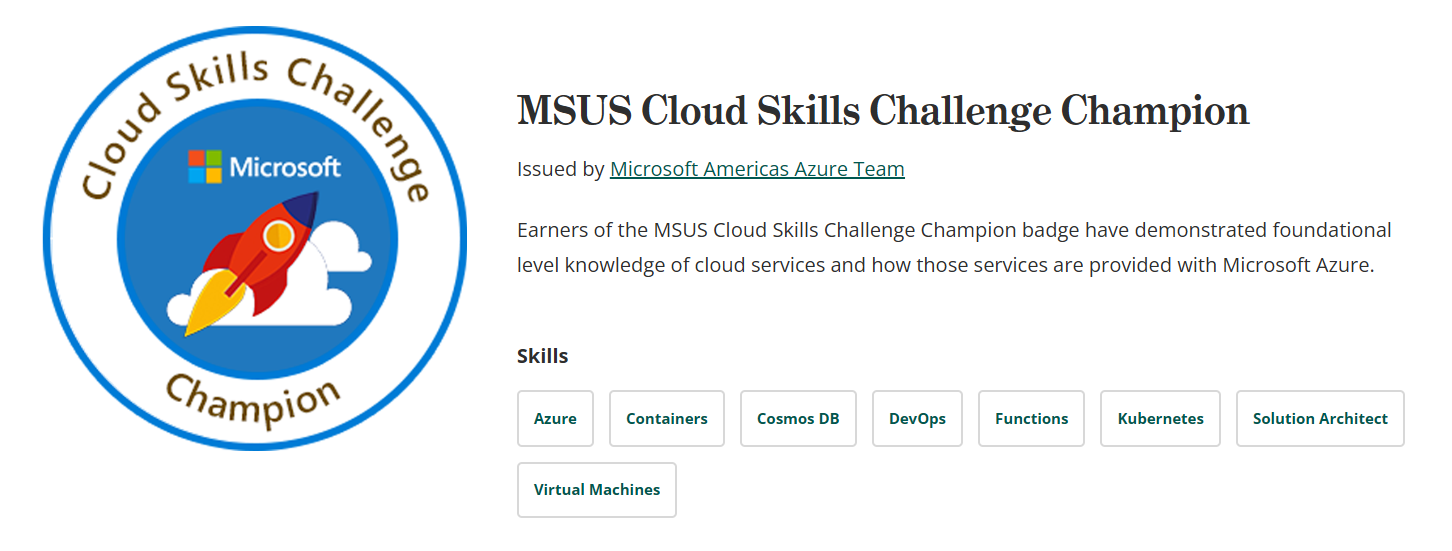 Cloud Skills Challenge
Microsoft
Champion
MSUS Cloud Skills Challenge Champion
Issued by Microsoft Americas Azure Team
Earners of the MSUS Cloud Skills Challenge Champion badge have demonstrated foundational
level knowledge of cloud services and how those services are provided with Microsoft Azure.
Skills
Azure Containers Cosmos DB DevOps Functions Kubernetes Solution Architect
Virtual Machines